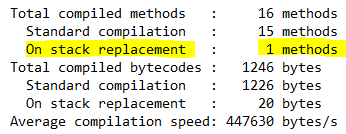 Total compiled methods   :     16 methods
  Standard compilation   :     15 methods
  On stack replacement   :      1 methods
Total compiled bytecodes :   1246 bytes
  Standard compilation   :   1226 bytes
  On stack replacement   :     20 bytes
Average compilation speed: 447630 bytes/s